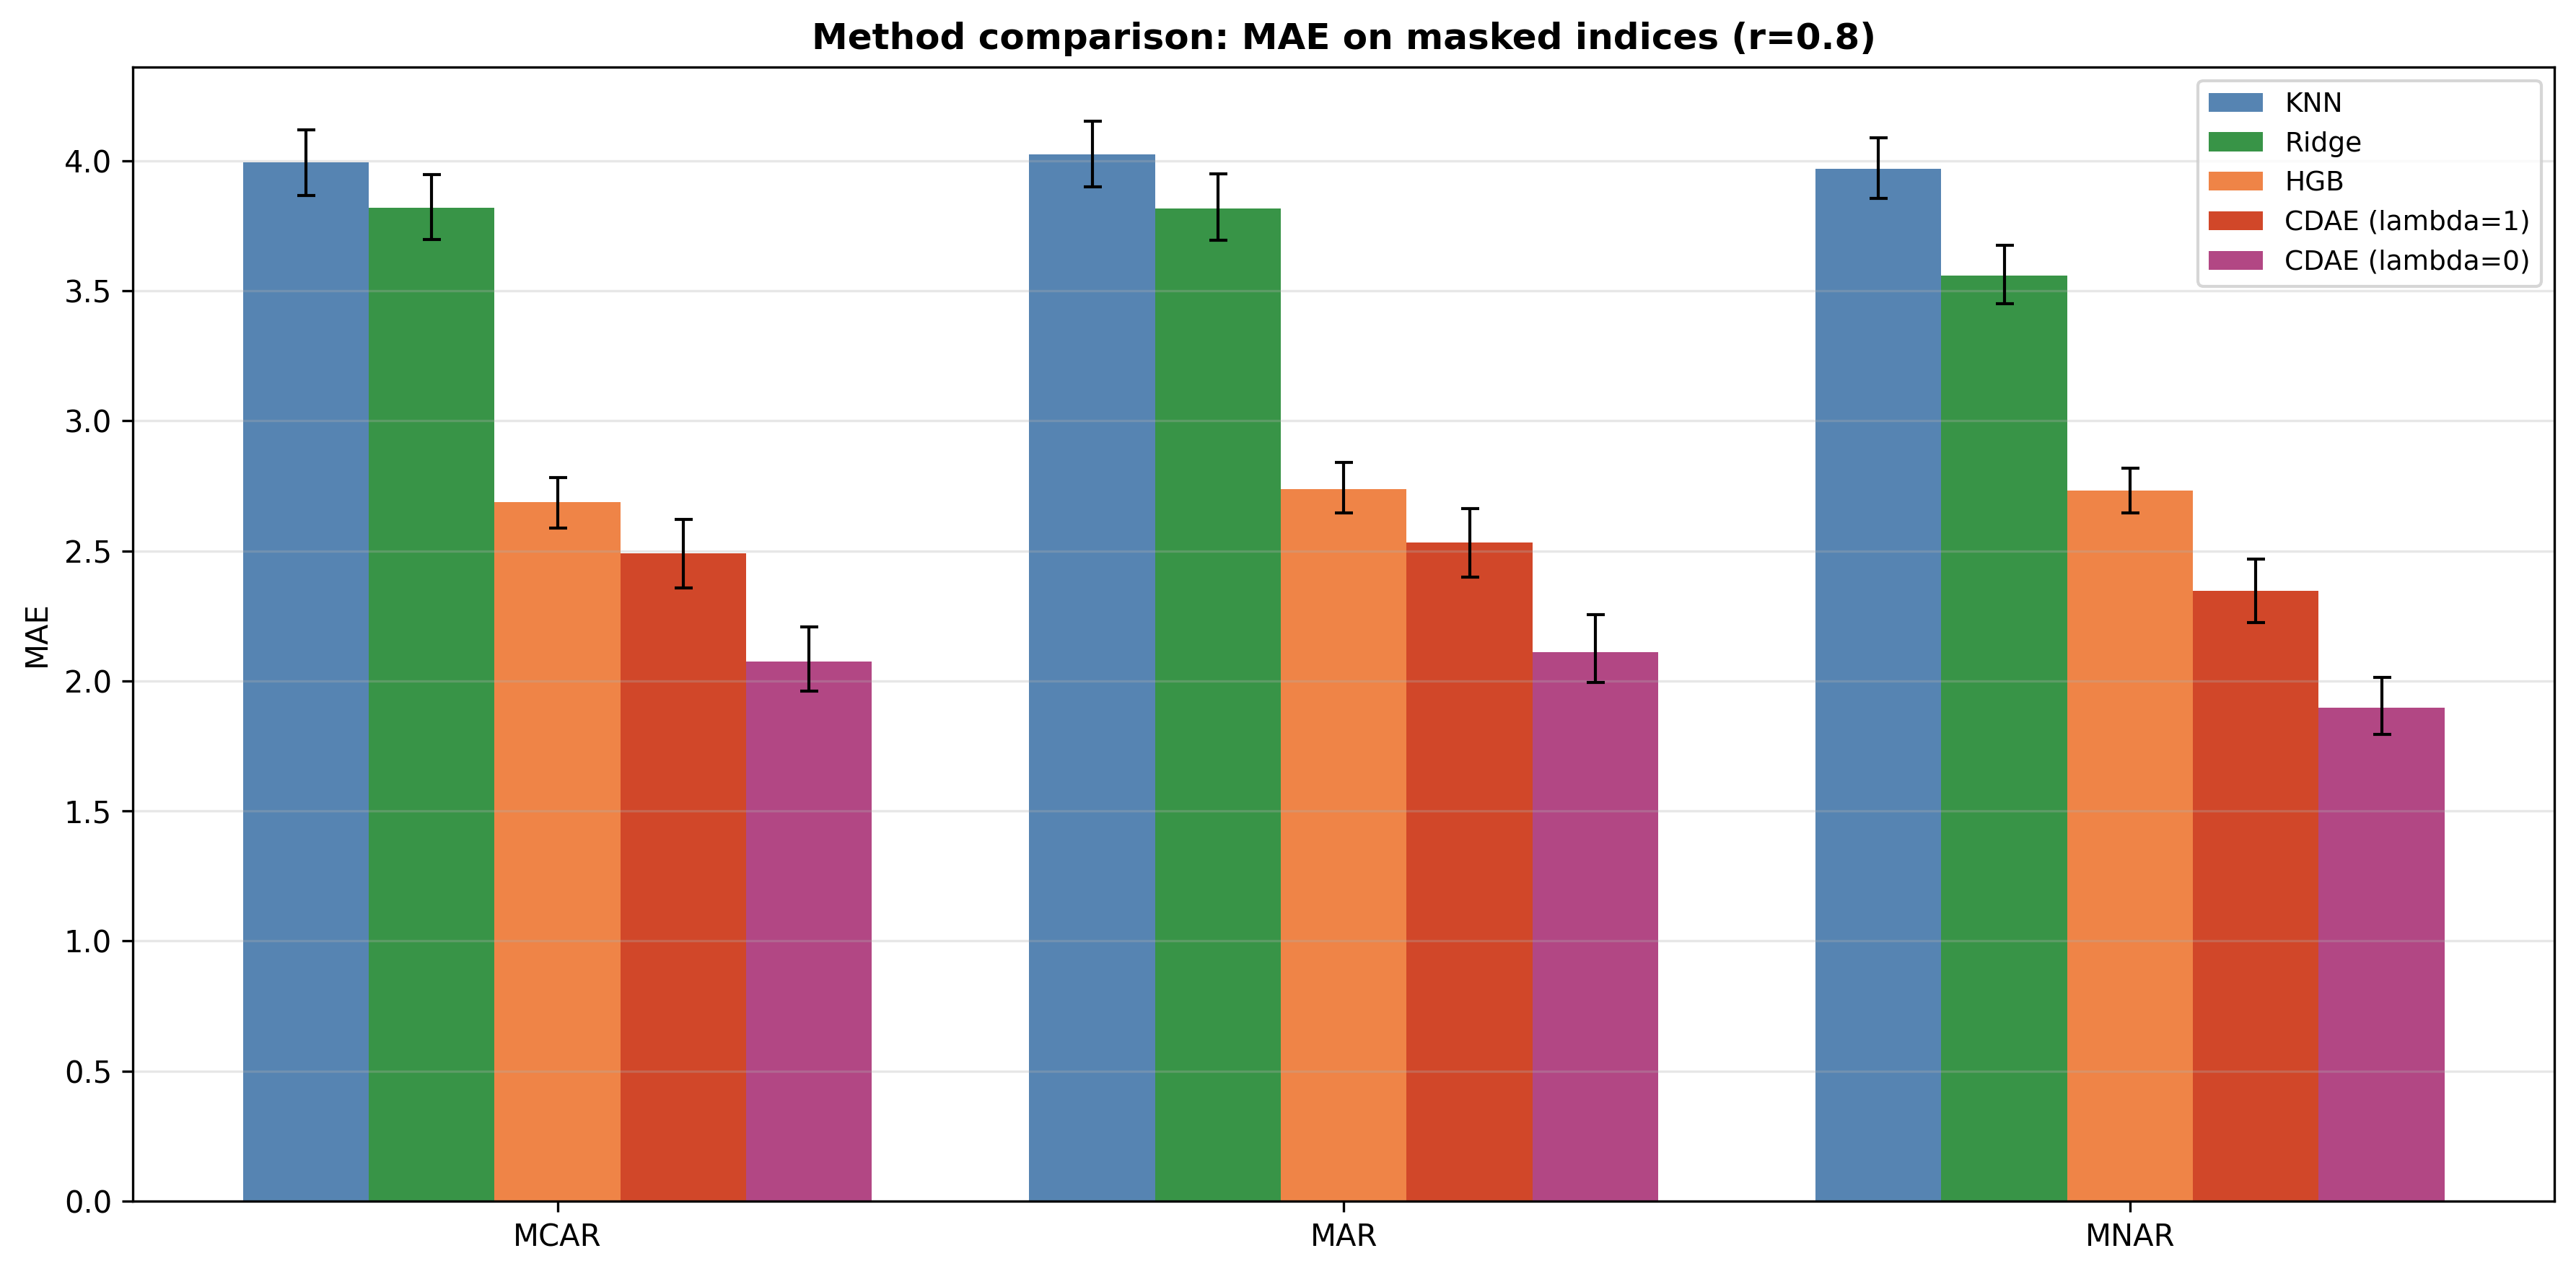 Method comparison: MAE on masked indices (r=0.8)
KNN
Ridge
HGB
CDAE (lambda=1)
CDAE (lambda=0)
MAE
4.0
3.5
3.0
2.5
2.0
1.5
1.0
0.5
0.0
MCAR
MAR
MNAR